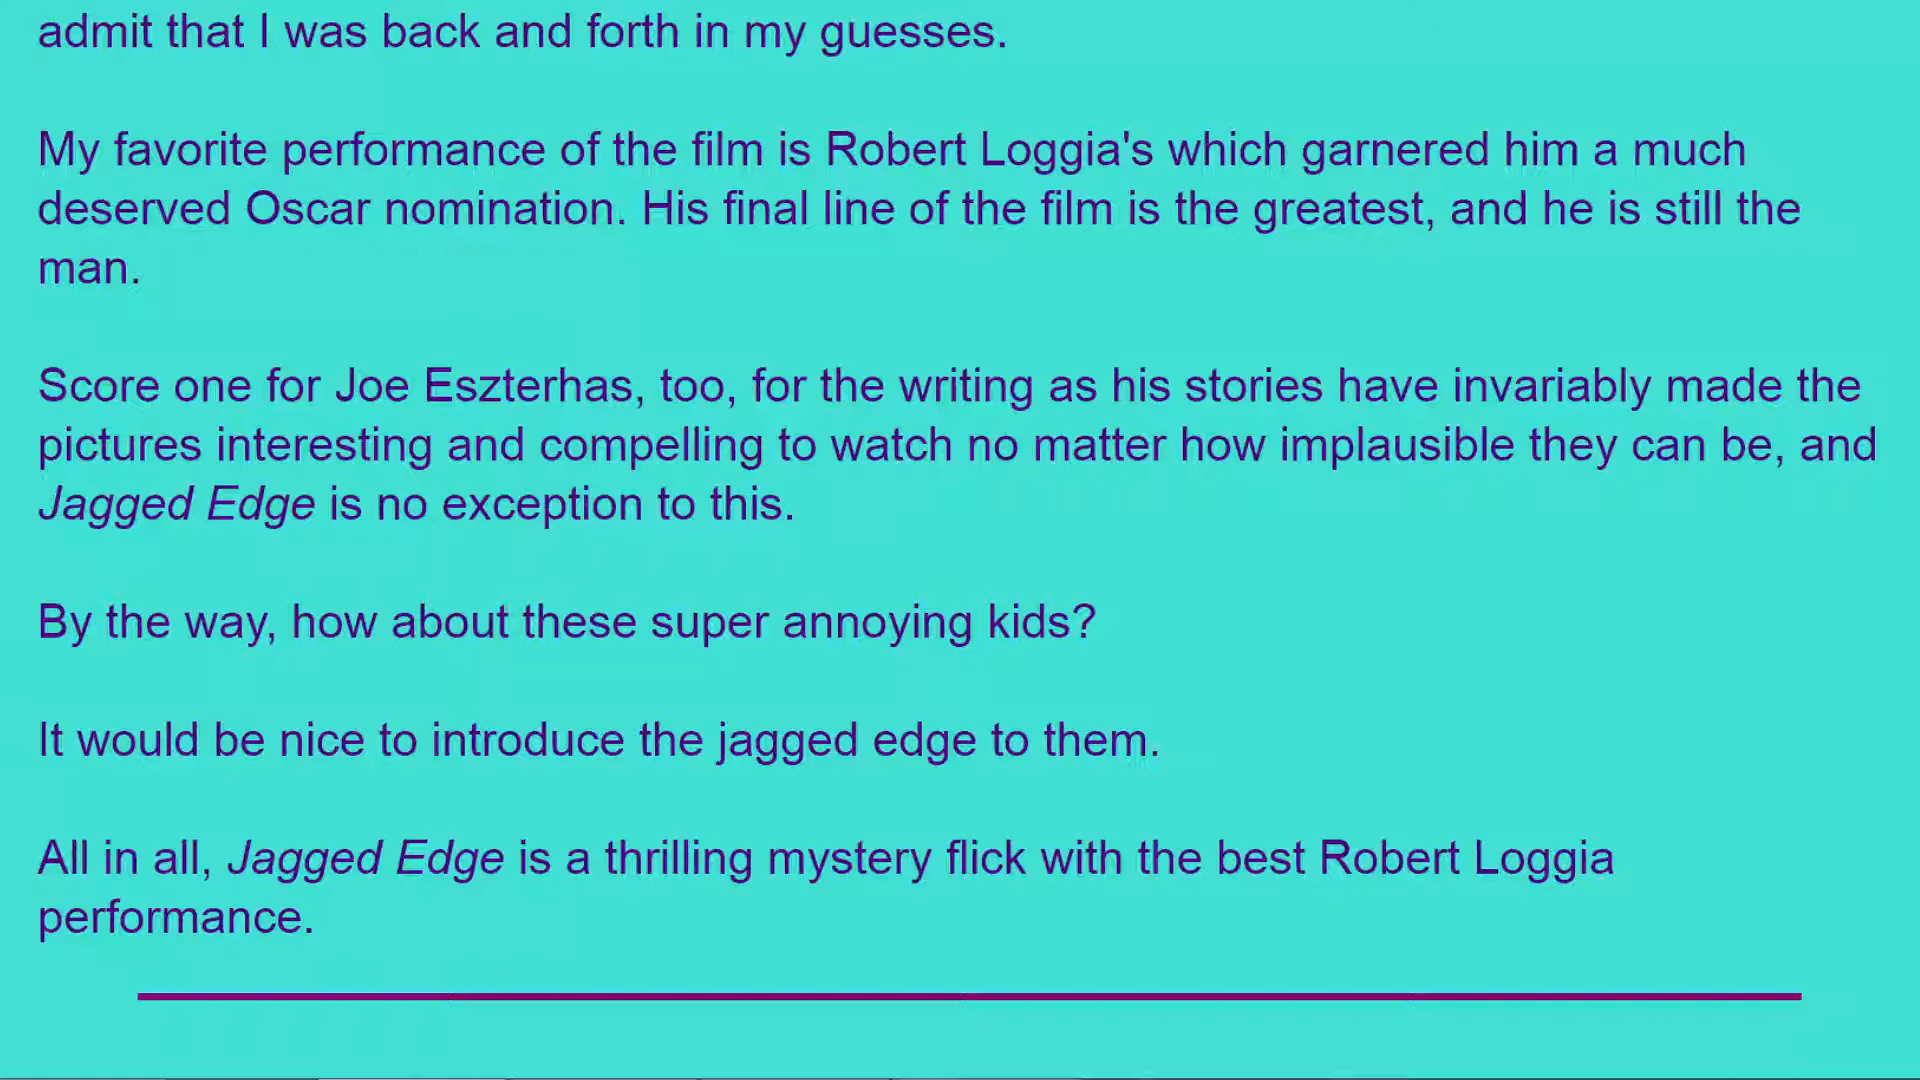 admit that I was back and forth in my guesses.
My favorite performance of the film is Robert Loggia's which garnered him a much
deserved Oscar nomination. His final line of the film is the greatest, and he is still the
man.
Score one for Joe Eszterhas, too, for the writing as his stories have invariably made the
pictures interesting and compelling to watch no matter how implausible they can be, and
Jagged Edge is no exception to this.
By the way, how about these super annoying kids?
It would be nice to introduce the jagged edge to them.
All in all, Jagged Edge is a thrilling mystery flick with the best Robert Loggia
performance.